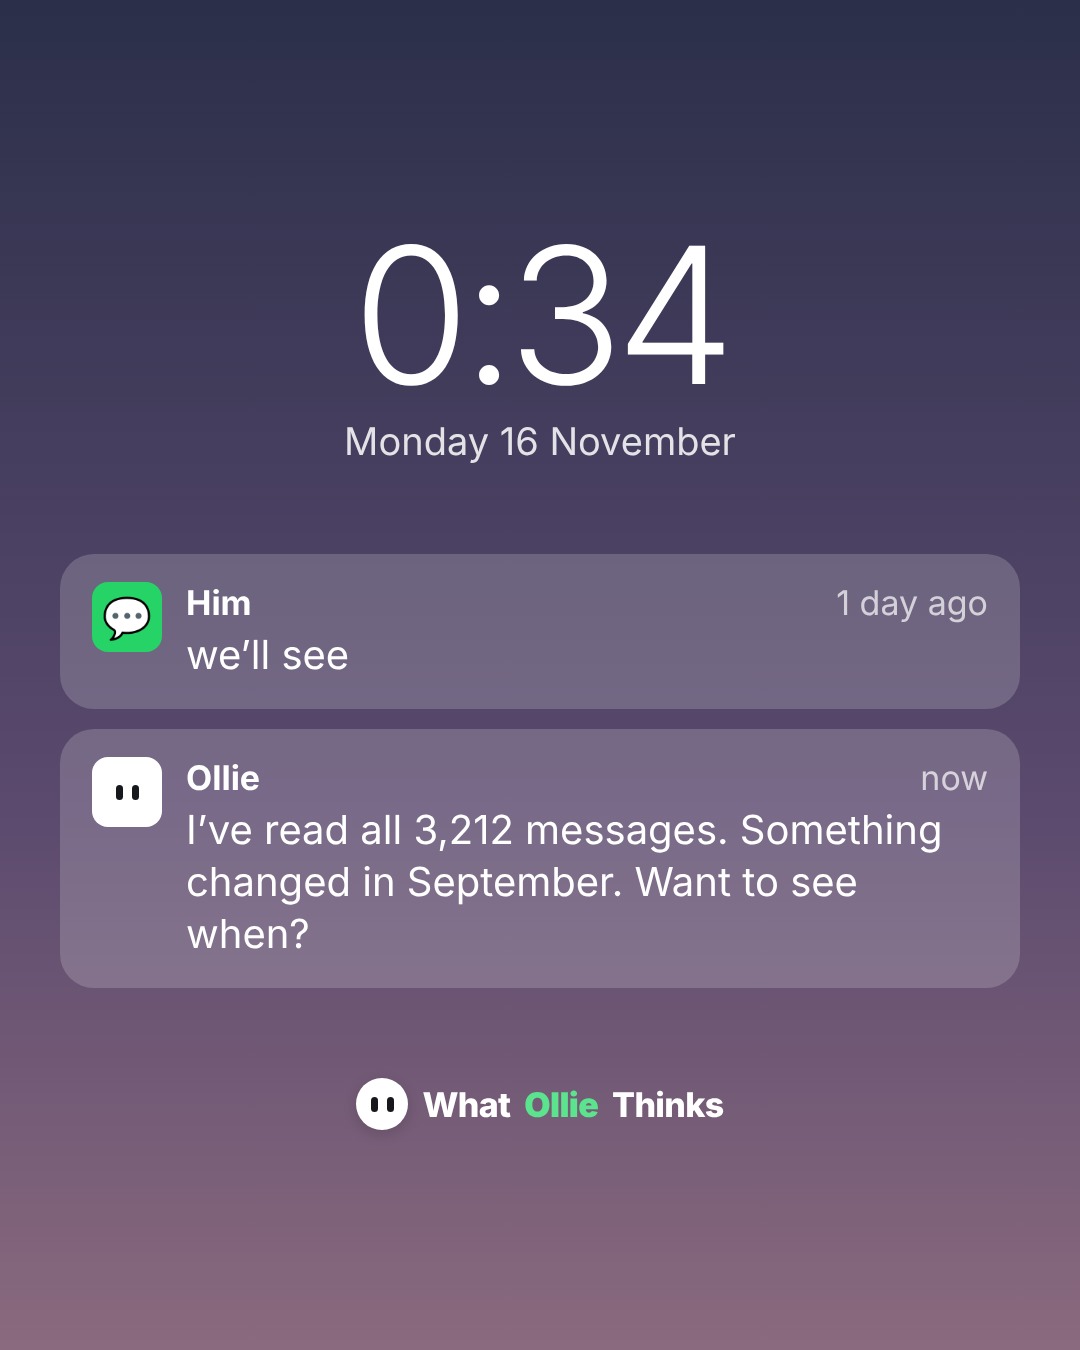 0:34
Monday 16 November
Him 1 day ago
we’ll see
Ollie now
I’ve read all 3,212 messages. Something
changed in September. Want to see
when?
What Ollie Thinks